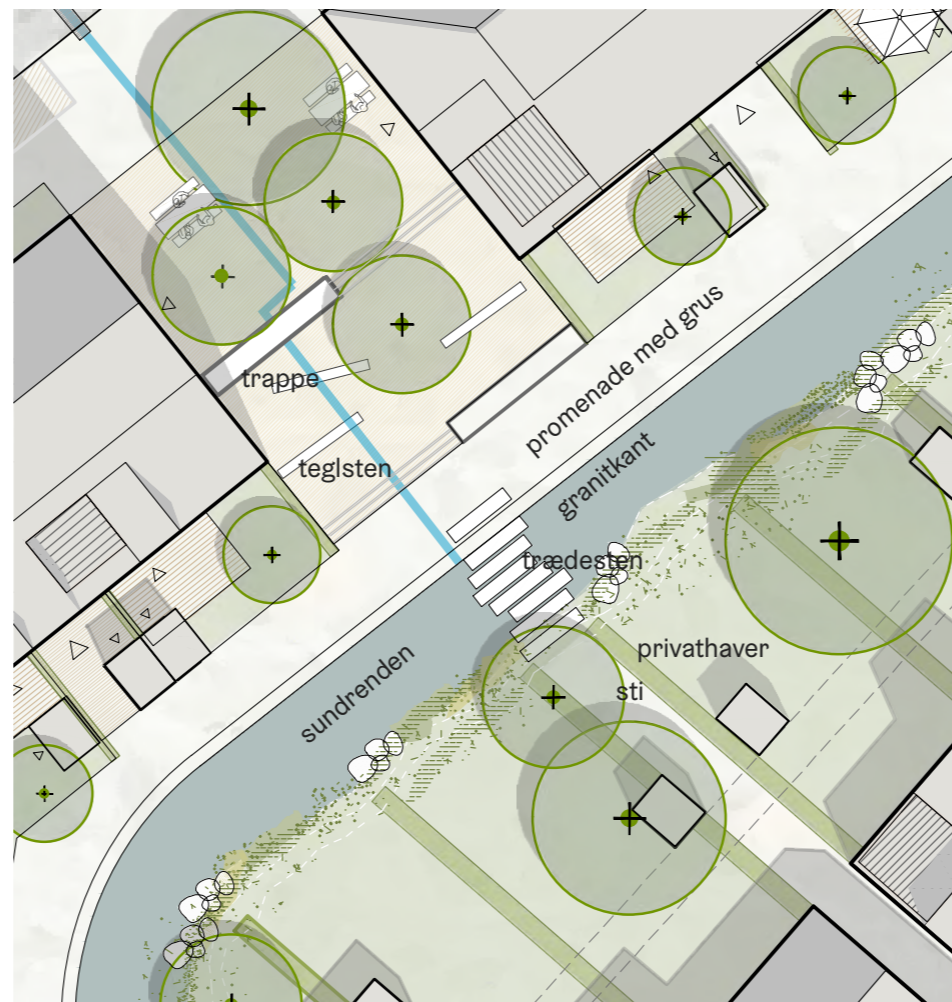 promenade med grus
trappe
granitkant
teglsten
trædesten
privathaver
sti
sundrenden